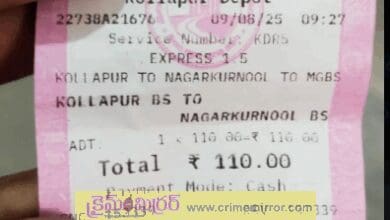 Kollapur Depot
22738A21676 09/08/25 09:27
Service Number: KDR5
EXPRESS 1 5
KOLLAPUR TO NAGARKURNOOL TO MGBS
KOLLAPUR BS TO
NAGARKURNOOL BS
ADT: 1 x 110.00=₹ 110.00
Total ₹ 110.00
Payment Mode: Cash
క్రైమ్ మిర్రర్ www.crimemirror.com
339